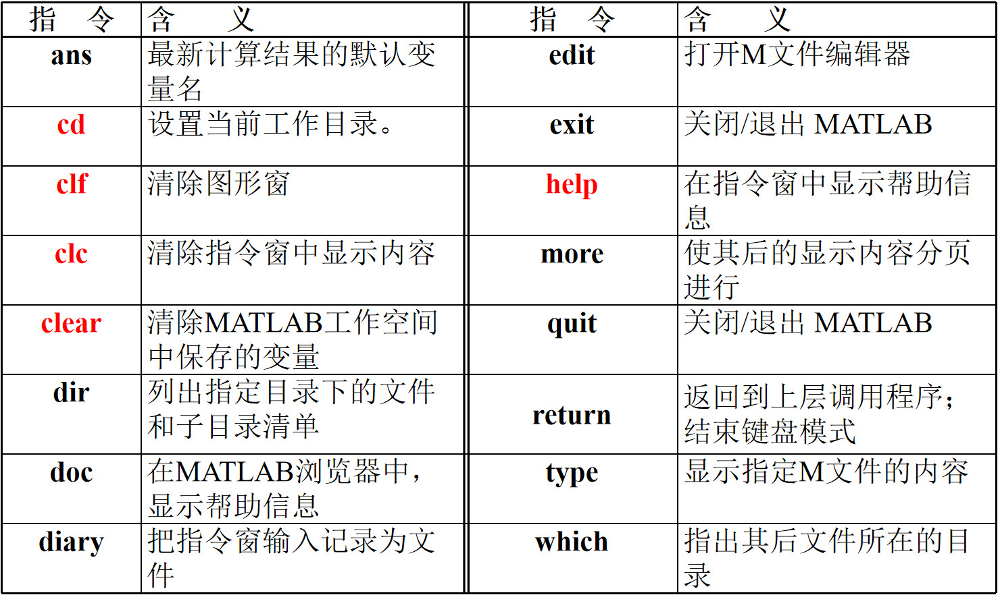 指 令 含 义 指 令 含 义
ans 最新计算结果的默认变 edit 打开M文件编辑器
量名
cd 设置当前工作目录。 exit 关闭/退出 MATLAB
clf 清除图形窗 help 在指令窗中显示帮助信
息
clc 清除指令窗中显示内容 more 使其后的显示内容分页
进行
clear 清除MATLAB工作空间 quit 关闭/退出 MATLAB
中保存的变量
dir 列出指定目录下的文件 return 返回到上层调用程序;
和子目录清单 结束键盘模式
doc 在MATLAB浏览器中, type 显示指定M文件的内容
显示帮助信息
diary 把指令窗输入记录为文 which 指出其后文件所在的目
件 录